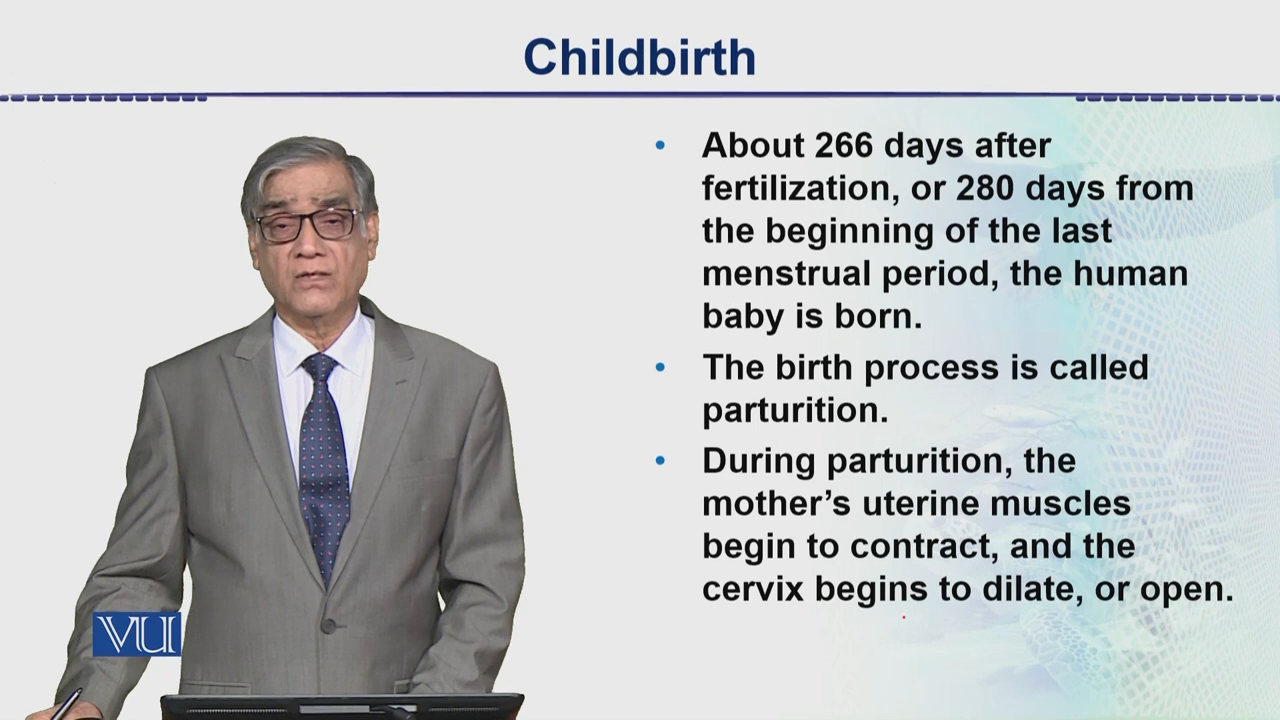 Childbirth
• About 266 days after
fertilization, or 280 days from
the beginning of the last
menstrual period, the human
baby is born.
• The birth process is called
parturition.
• During parturition, the
mother’s uterine muscles
begin to contract, and the
cervix begins to dilate, or open.
VU